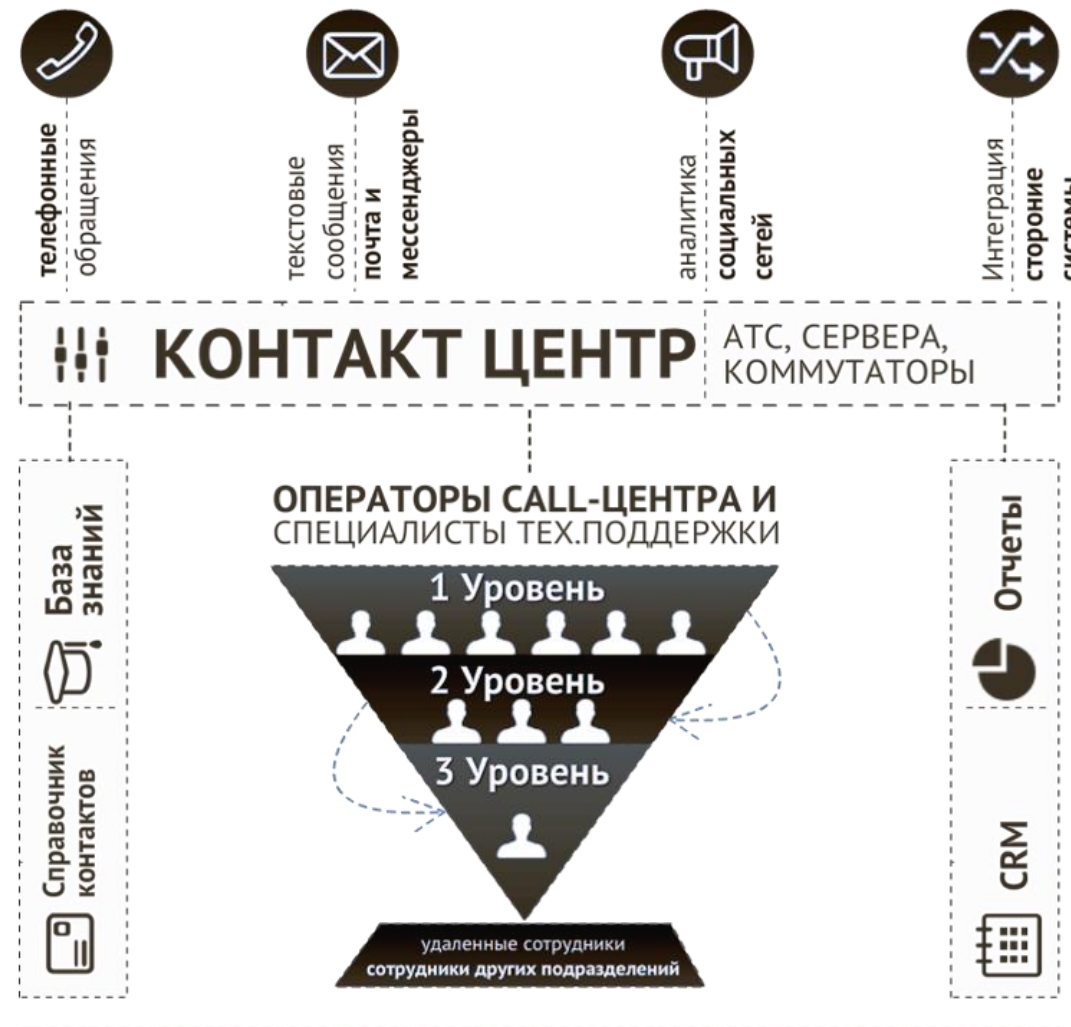 телефонные
обращения
текстовые
сообщения
почта и
мессенджеры
аналитика
социальных
сетей
Интеграция
стороние
системы
КОНТАКТ ЦЕНТР
АТС, СЕРВЕРА,
КОММУТАТОРЫ
База
знаний
Справочник
контактов
ОПЕРАТОРЫ CALL-ЦЕНТРА И
СПЕЦИАЛИСТЫ ТЕХ.ПОДДЕРЖКИ
1 Уровень
2 Уровень
3 Уровень
удаленные сотрудники
сотрудники других подразделений
Отчеты
CRM